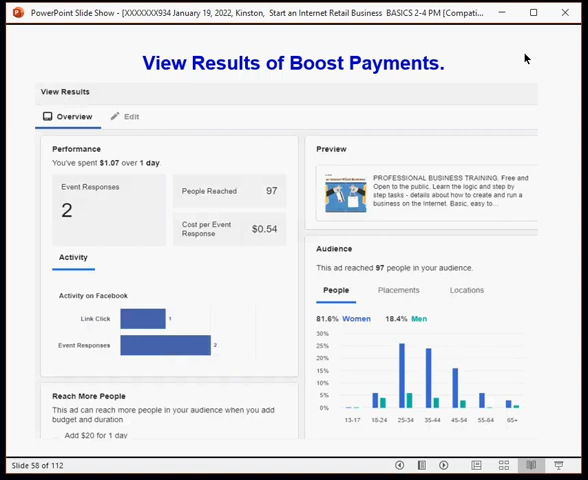 PowerPoint Slide Show - [XXXXXXX934 January 19, 2022, Kinston, Start an Internet Retail Business BASICS 2-4 PM [Compati...
View Results of Boost Payments.
View Results
Overview
Edit
Performance
You've spent $1.07 over 1 day.
Event Responses
2
People Reached 97
Cost per Event
Response $0.54
Activity
Activity on Facebook
Link Click 1
Event Responses 2
Reach More People
This ad can reach more people in your audience when you add
budget and duration
Add $20 for 1 day
Preview
PROFESSIONAL BUSINESS TRAINING. Free and
Open to the public. Learn the logic and step by
step tasks - details about how to create and run a
business on the Internet. Basic, easy to...
Audience
This ad reached 97 people in your audience.
People Placements Locations
81.6% Women 18.4% Men
30%
25%
20%
15%
10%
5%
0%
13-17 18-24 25-34 35-44 45-54 55-64 65+
Slide 58 of 112